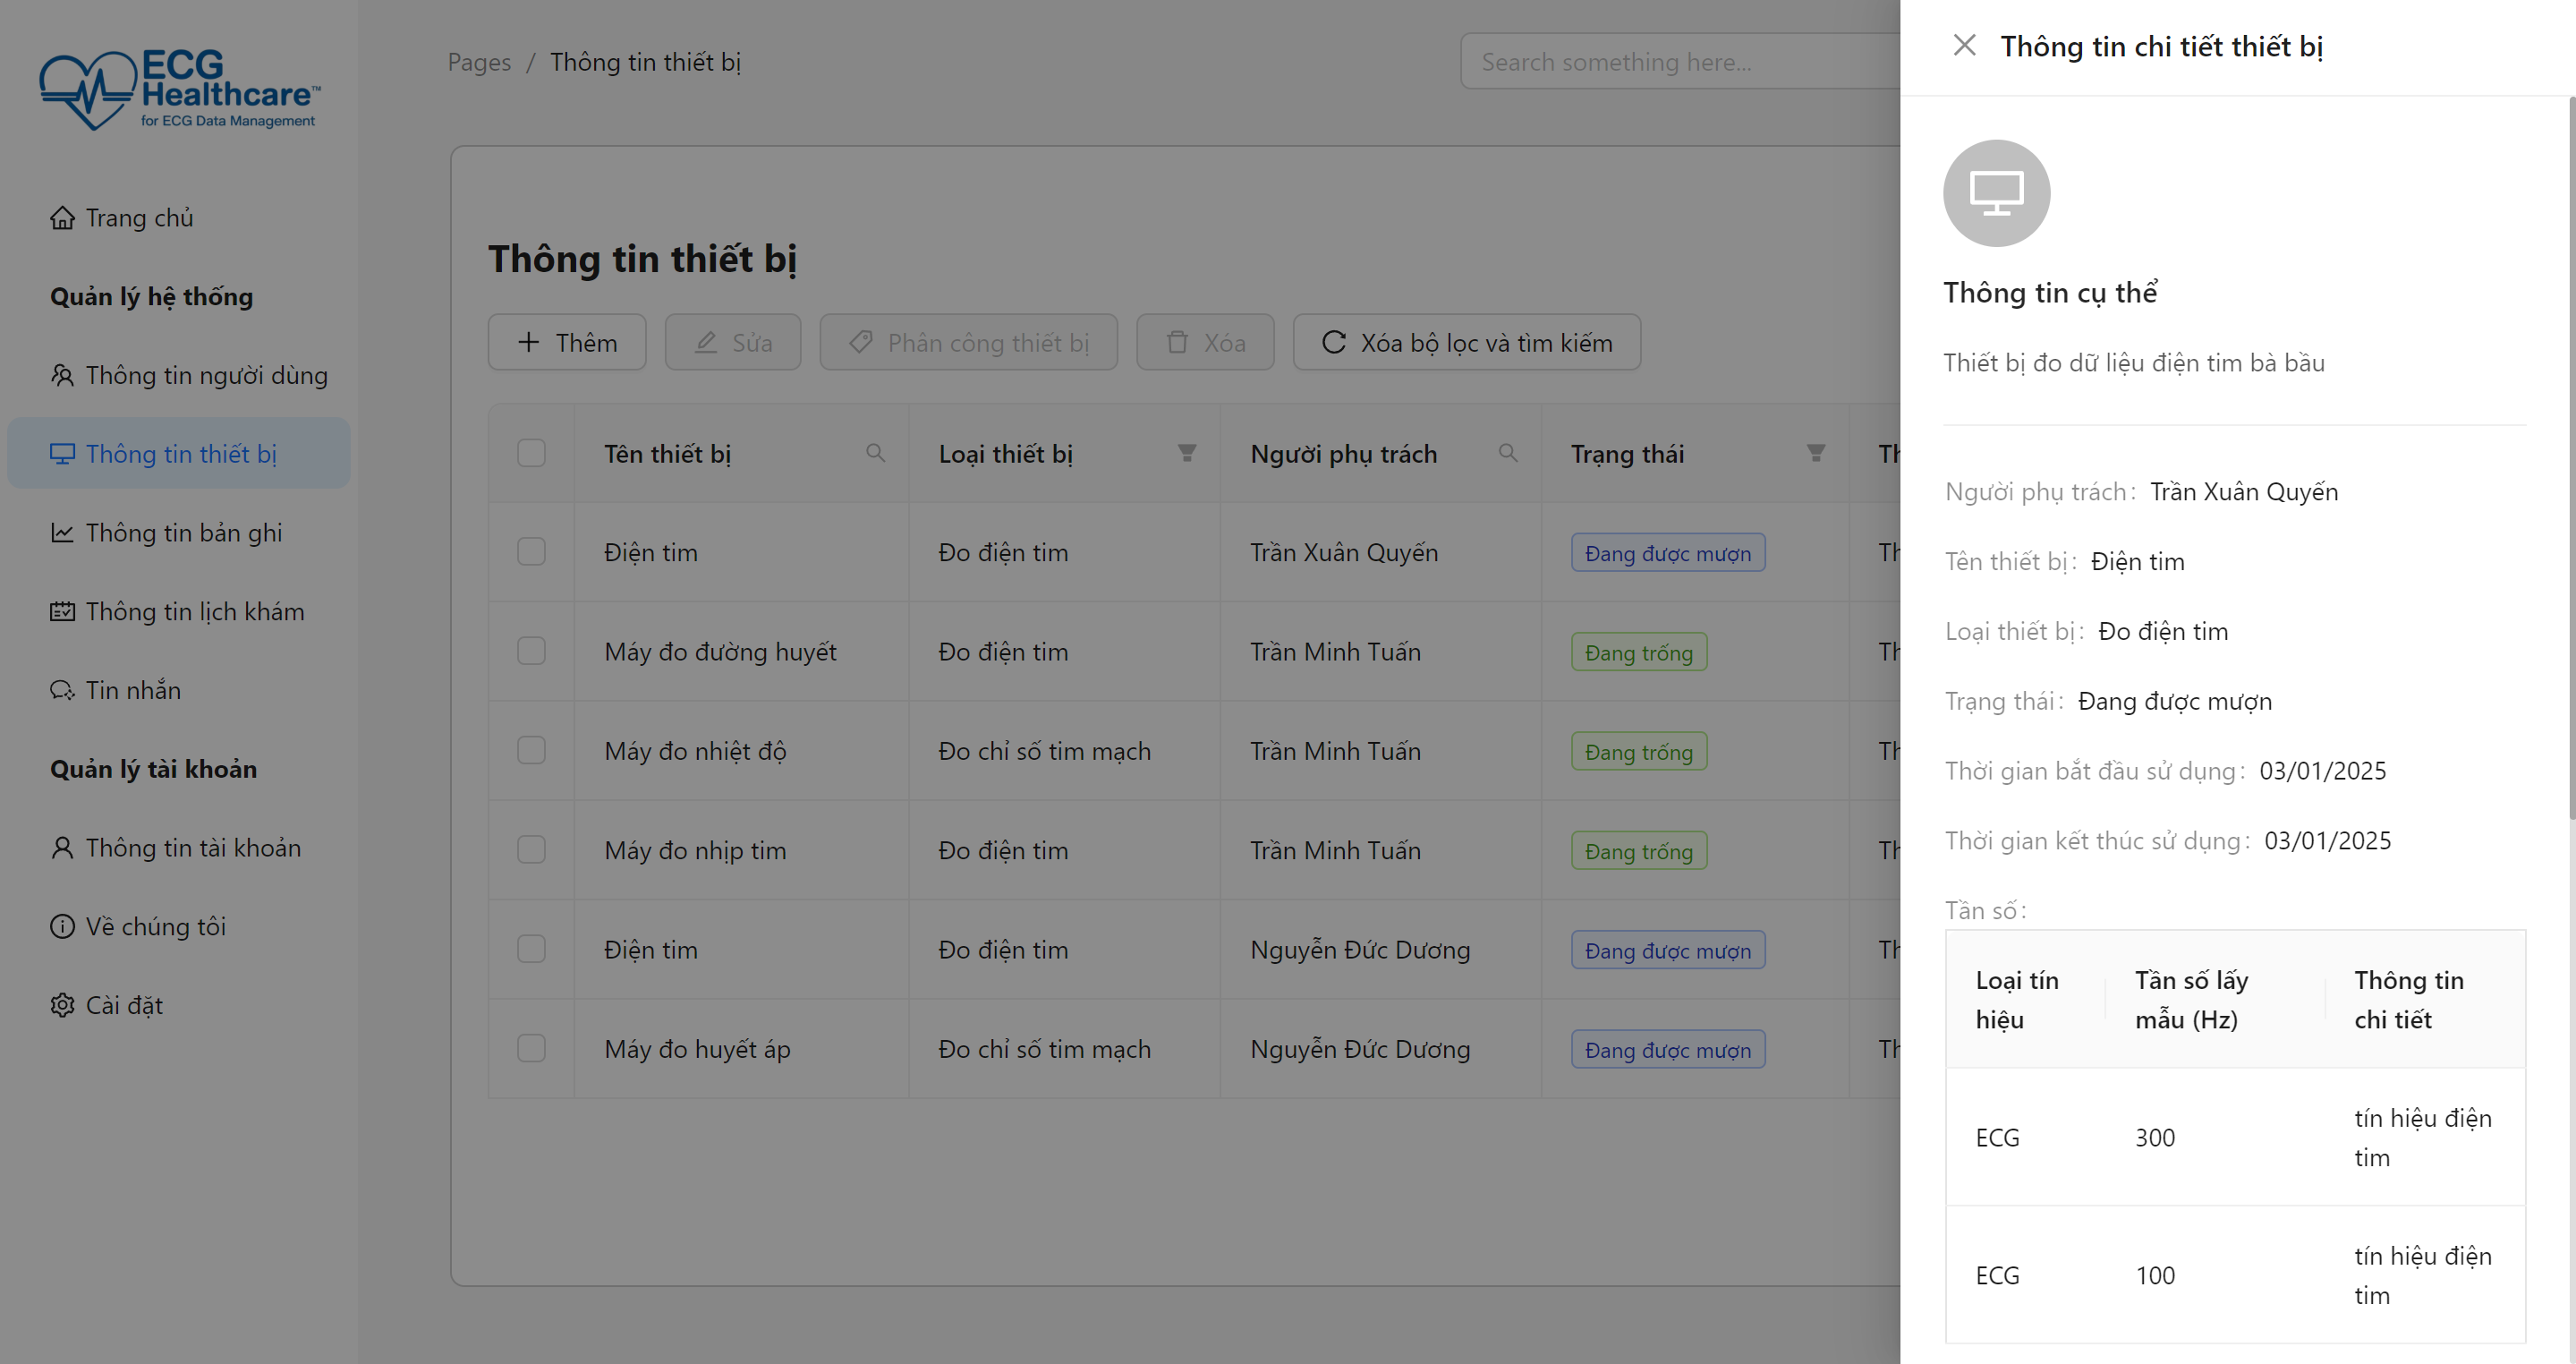 ECG
Healthcare™
for ECG Data Management
Trang chủ
Quản lý hệ thống
Thông tin người dùng
Thông tin thiết bị
Thông tin bản ghi
Thông tin lịch khám
Tin nhắn
Quản lý tài khoản
Thông tin tài khoản
Về chúng tôi
Cài đặt
Pages / Thông tin thiết bị
Search something here...
Thông tin thiết bị
Thêm Sửa Phân công thiết bị Xóa Xóa bộ lọc và tìm kiếm
Tên thiết bị Loại thiết bị Người phụ trách Trạng thái
Điện tim Đo điện tim Trần Xuân Quyến Đang được mượn
Máy đo đường huyết Đo điện tim Trần Minh Tuấn Đang trống
Máy đo nhiệt độ Đo chỉ số tim mạch Trần Minh Tuấn Đang trống
Máy đo nhịp tim Đo điện tim Trần Minh Tuấn Đang trống
Điện tim Đo điện tim Nguyễn Đức Dương Đang được mượn
Máy đo huyết áp Đo chỉ số tim mạch Nguyễn Đức Dương Đang được mượn
Thông tin chi tiết thiết bị
Thông tin cụ thể
Thiết bị đo dữ liệu điện tim bà bầu
Người phụ trách: Trần Xuân Quyến
Tên thiết bị: Điện tim
Loại thiết bị: Đo điện tim
Trạng thái: Đang được mượn
Thời gian bắt đầu sử dụng: 03/01/2025
Thời gian kết thúc sử dụng: 03/01/2025
Tần số:
Loại tín hiệu Tần số lấy mẫu (Hz) Thông tin chi tiết
ECG 300 tín hiệu điện tim
ECG 100 tín hiệu điện tim